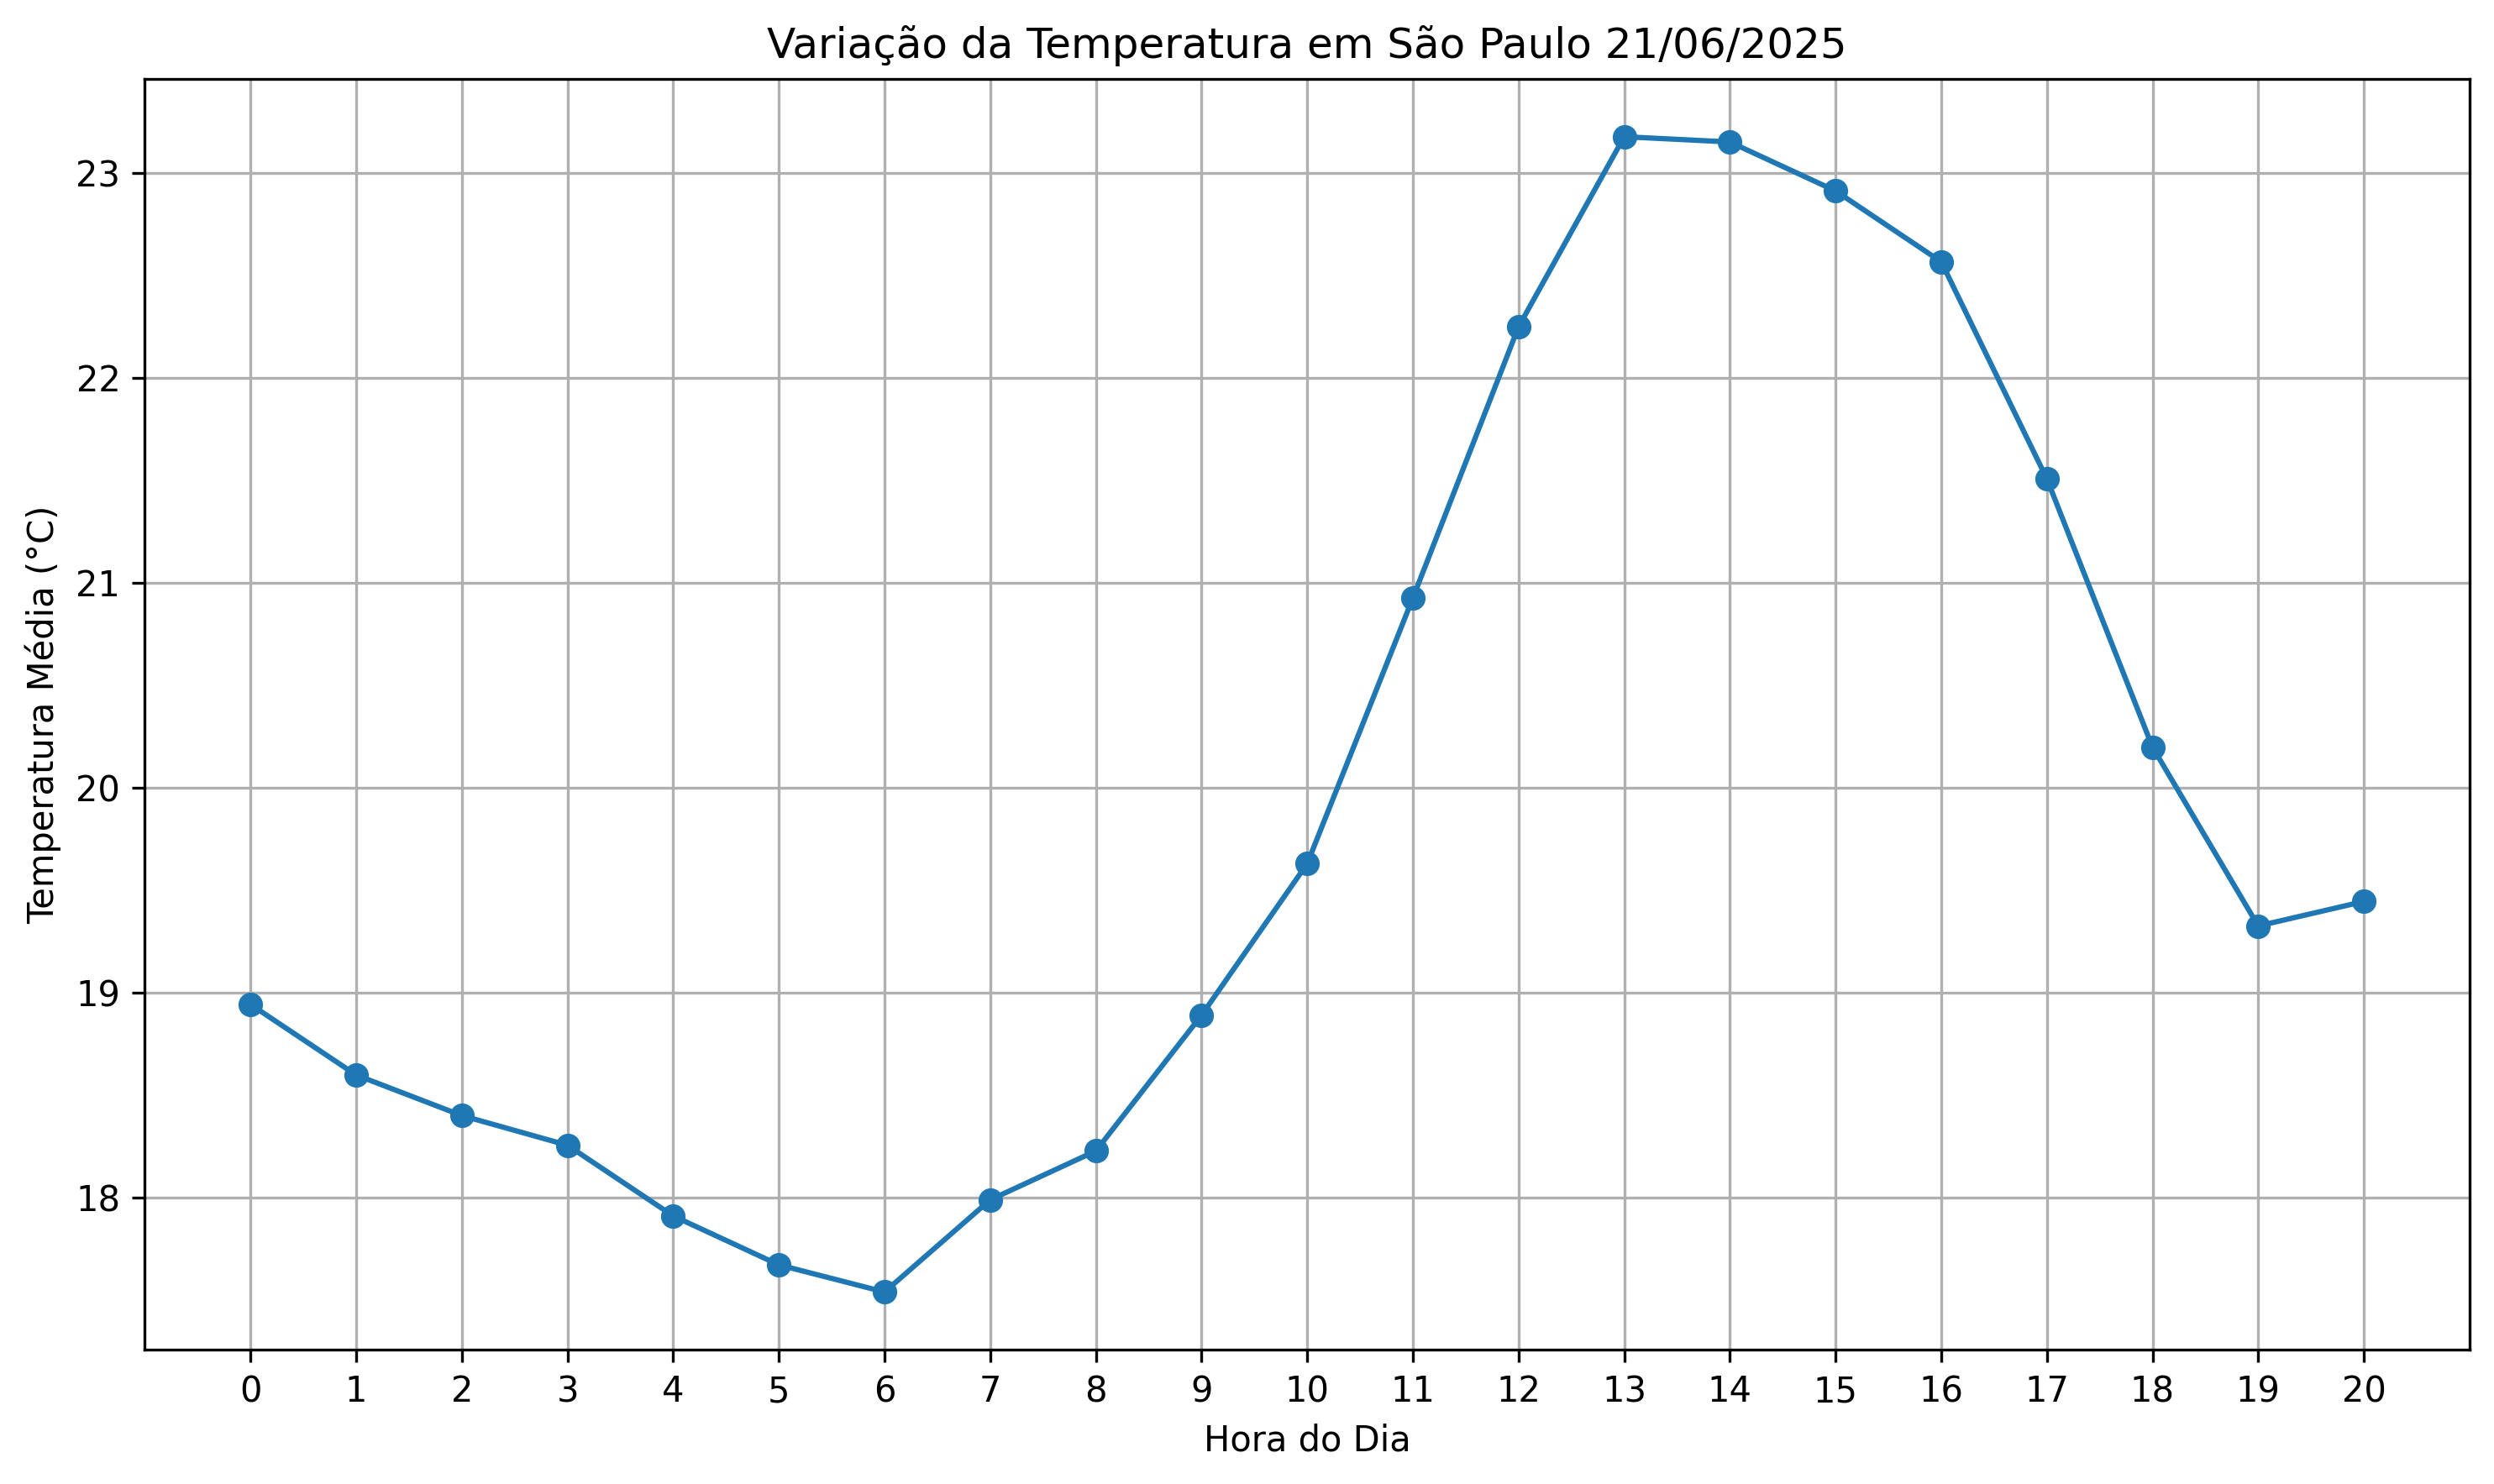 Variação da Temperatura em São Paulo 21/06/2025
Temperatura Média (°C)
23
22
21
20
19
18
0 1 2 3 4 5 6 7 8 9 10 11 12 13 14 15 16 17 18 19 20
Hora do Dia